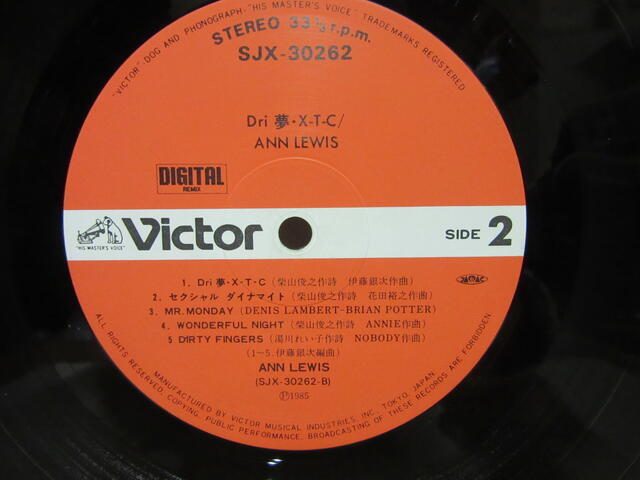 "VICTOR"-DOG AND PHONOGRAPH-"HIS MASTER'S VOICE" TRADEMARKS REGISTERED
STEREO 33⅓ r.p.m.
SJX-30262
Dri 夢・X-T-C/
ANN LEWIS
DIGITAL
REMIX
"HIS MASTER'S VOICE"
Victor
SIDE 2
1. Dri 夢・X-T-C (柴山俊之作詩 伊藤銀次作曲)
2. セクシャル ダイナマイト (柴山俊之作詩 花田裕之作曲)
3. MR. MONDAY (DENIS LAMBERT-BRIAN POTTER)
4. WONDERFUL NIGHT (柴山俊之作詩 ANNIE作曲)
5 DIRTY FINGERS (湯川れい子作詩 NOBODY作曲)
(1~5. 伊藤銀次編曲)
ANN LEWIS
(SJX-30262-B)
Ⓟ1985
MANUFACTURED BY VICTOR MUSICAL INDUSTRIES, INC. TOKYO, JAPAN
ALL RIGHTS RESERVED. COPYING, PUBLIC PERFORMANCE, BROADCASTING OF THESE RECORDS ARE FORBIDDEN.